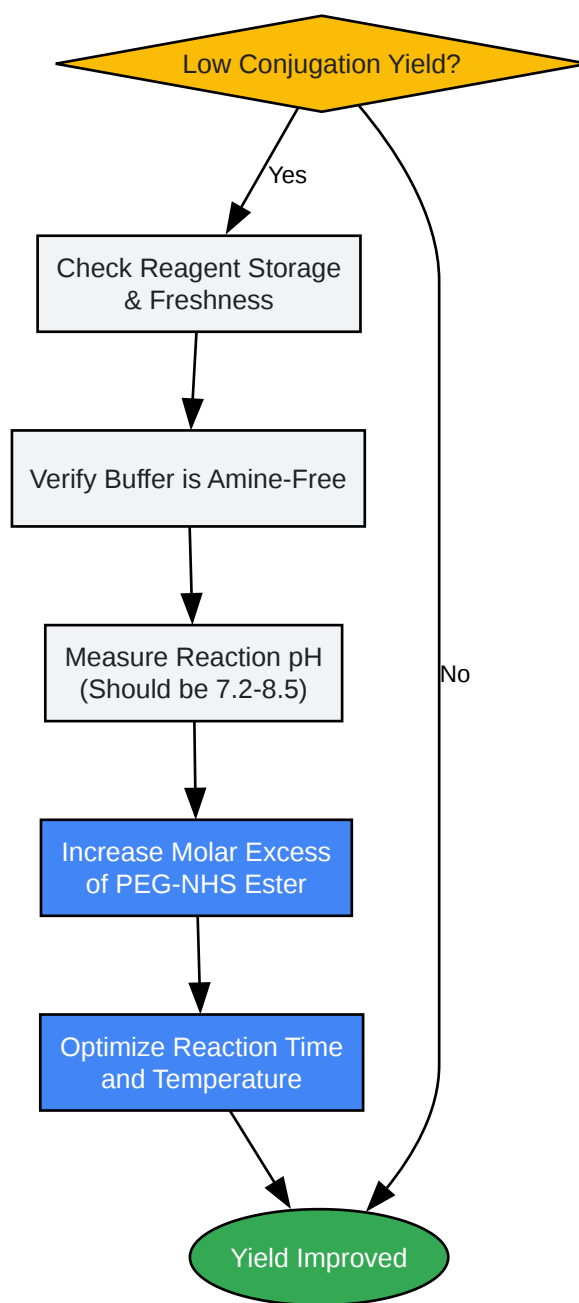 Low Conjugation Yield?
Yes
Check Reagent Storage
& Freshness
Verify Buffer is Amine-Free
Measure Reaction pH
(Should be 7.2-8.5)
No
Increase Molar Excess
of PEG-NHS Ester
Optimize Reaction Time
and Temperature
Yield Improved